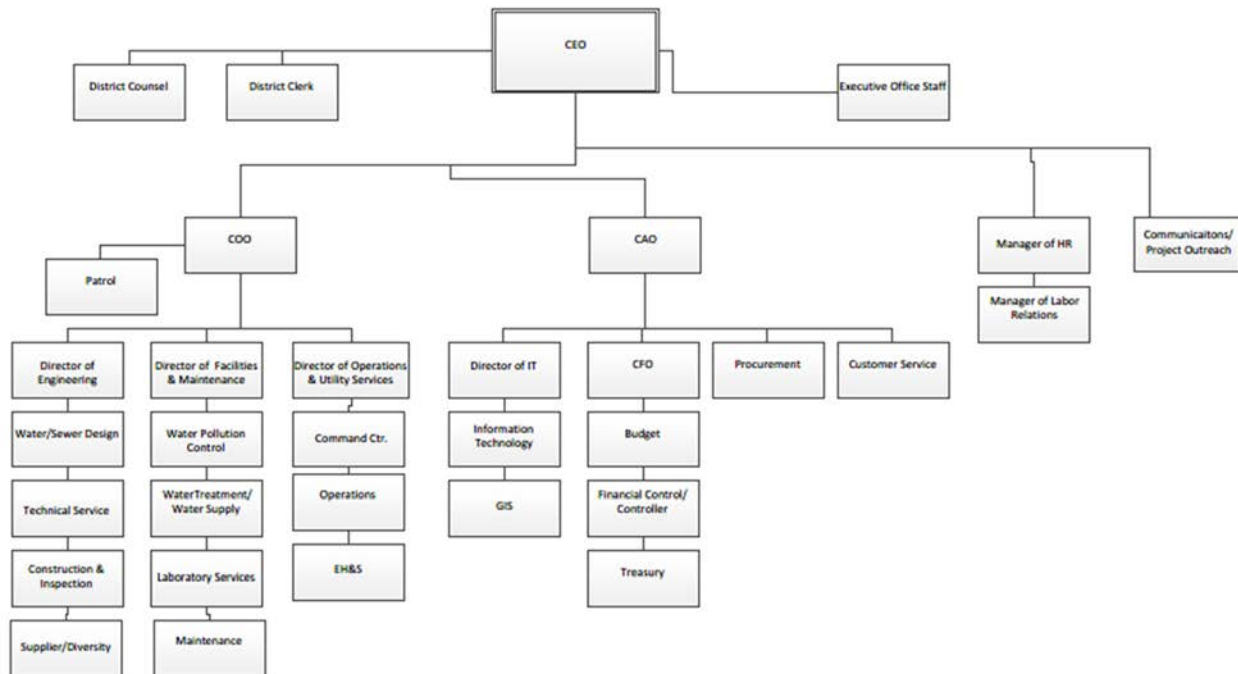 CEO
District Counsel
District Clerk
Executive Office Staff
COO
CAO
Manager of HR
Communicaitons/
Project Outreach
Patrol
Manager of Labor
Relations
Director of
Engineering
Director of Facilities
& Maintenance
Director of Operations
& Utility Services
Director of IT
CFO
Procurement
Customer Service
Water/Sewer Design
Water Pollution
Control
Command Ctr.
Information
Technology
Budget
Technical Service
WaterTreatment/
Water Supply
Operations
GIS
Financial Control/
Controller
Construction &
Inspection
Laboratory Services
EH&S
Treasury
Supplier/Diversity
Maintenance